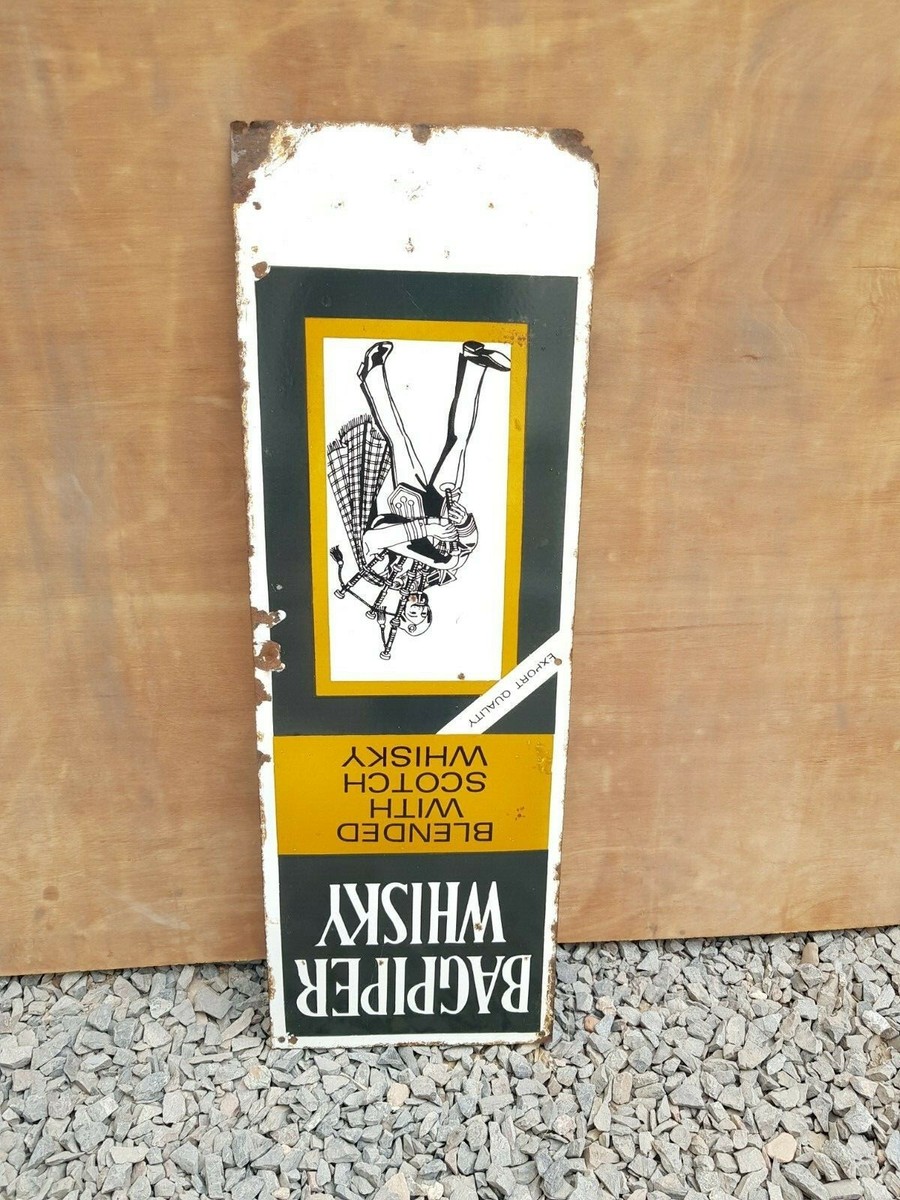 BAGPIPER
WHISKY
BLENDED
WITH
SCOTCH
WHISKY
EXPORT QUALITY